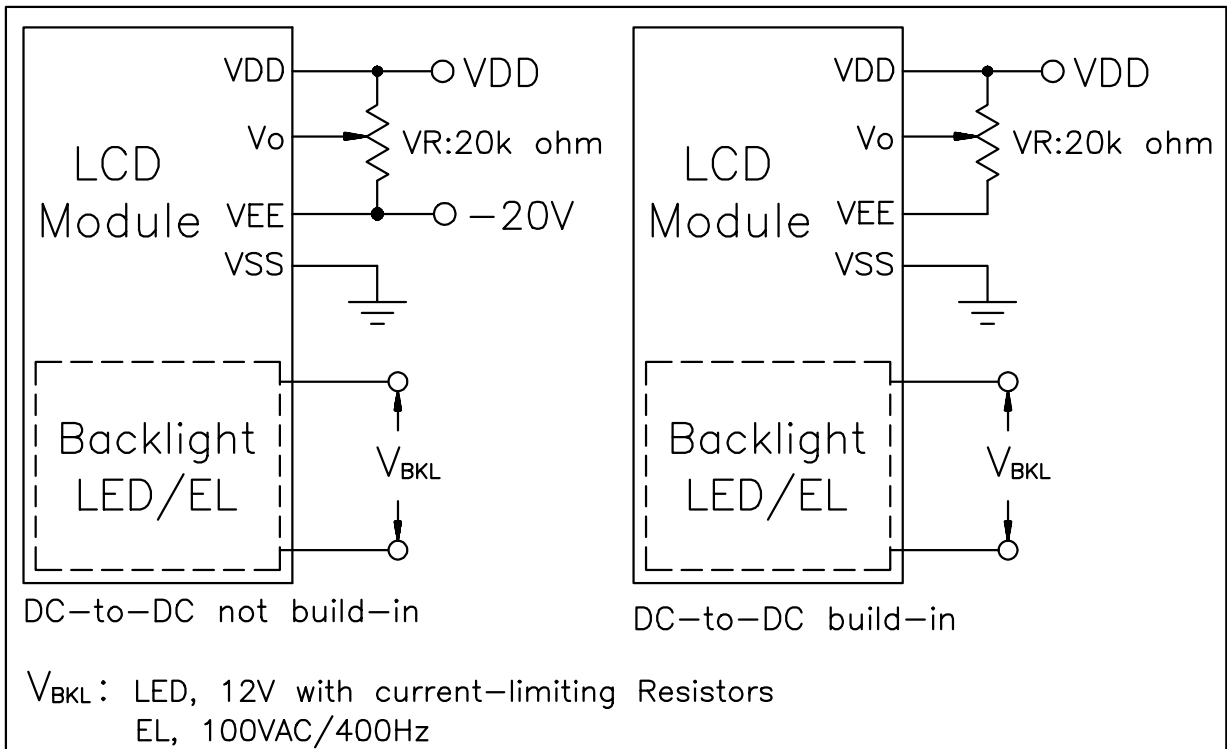 VDD
VDD
Vo
VR:20k ohm
LCD
Module
VEE
-20V
VSS
Backlight
LED/EL
VBKL
DC-to-DC not build-in
VDD
VDD
Vo
VR:20k ohm
LCD
Module
VEE
VSS
Backlight
LED/EL
VBKL
DC-to-DC build-in
VBKL: LED, 12V with current-limiting Resistors
EL, 100VAC/400Hz